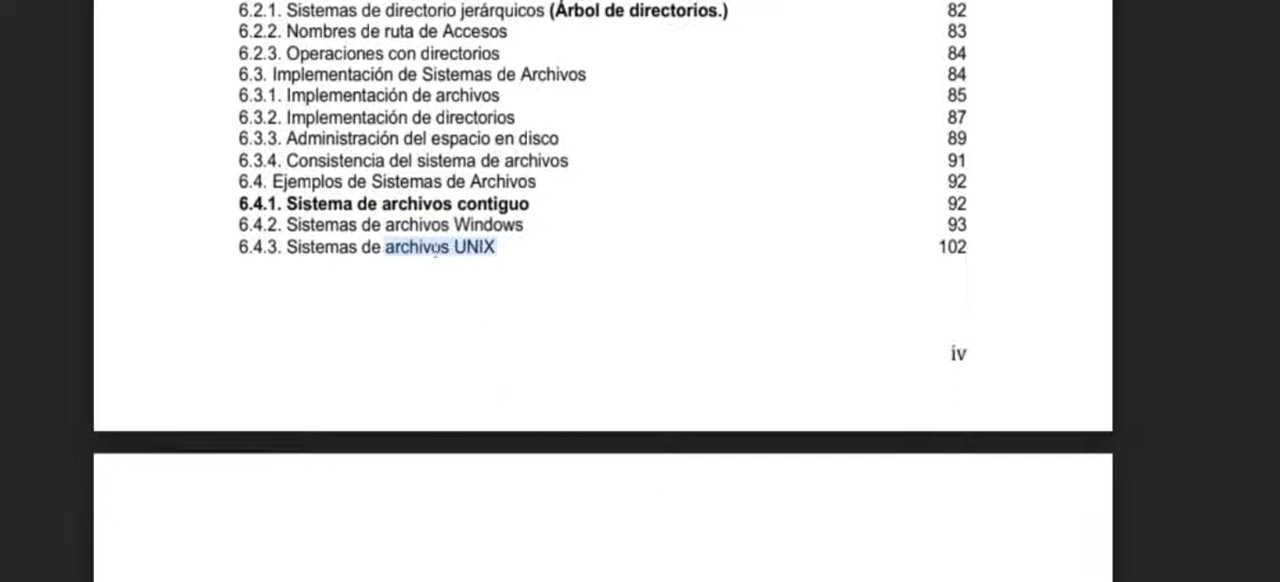 6.2.1. Sistemas de directorio jerárquicos (Árbol de directorios.) 82
6.2.2. Nombres de ruta de Accesos 83
6.2.3. Operaciones con directorios 84
6.3. Implementación de Sistemas de Archivos 84
6.3.1. Implementación de archivos 85
6.3.2. Implementación de directorios 87
6.3.3. Administración del espacio en disco 89
6.3.4. Consistencia del sistema de archivos 91
6.4. Ejemplos de Sistemas de Archivos 92
6.4.1. Sistema de archivos contiguo 92
6.4.2. Sistemas de archivos Windows 93
6.4.3. Sistemas de archivos UNIX 102
iv